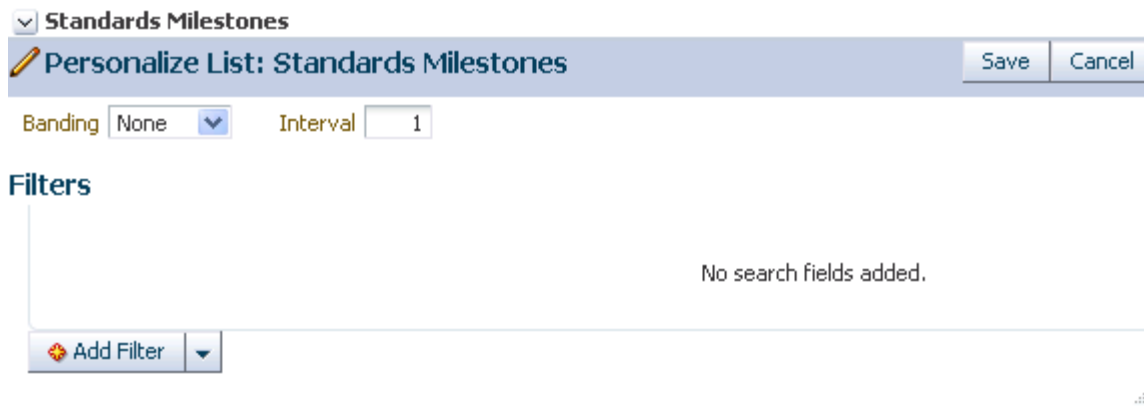 Standards Milestones
Personalize List: Standards Milestones Save Cancel
Banding None Interval 1
Filters
No search fields added.
Add Filter